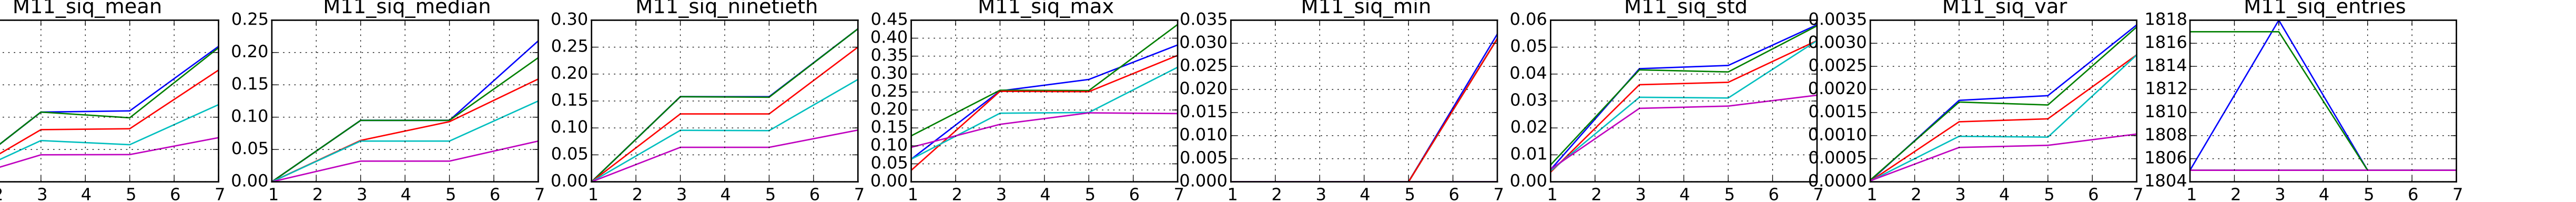 M11_siq_mean M11_siq_median M11_siq_ninetieth M11_siq_max M11_siq_min M11_siq_std M11_siq_var M11_siq_entries
0.25 0.30 0.45 0.035 0.06 0.0035 1818
0.40 1816
0.20 0.25 0.35 0.030 0.05 0.0030 1814
0.20 0.30 0.025 0.04 0.0025 1812
0.15 0.25 0.020 0.0020
0.15 0.20 0.03 1810
0.10 0.015 0.0015
0.10 0.15 0.010 0.02 0.0010 1808
0.05 0.05 0.10 0.005 0.01 0.0005 1806
0.05
0.00 0.00 0.00 0.000 0.00 0.0000 1804
2 3 4 5 6 7 1 2 3 4 5 6 7 1 2 3 4 5 6 7 1 2 3 4 5 6 7 1 2 3 4 5 6 7 1 2 3 4 5 6 7 1 2 3 4 5 6 7 1 2 3 4 5 6 7